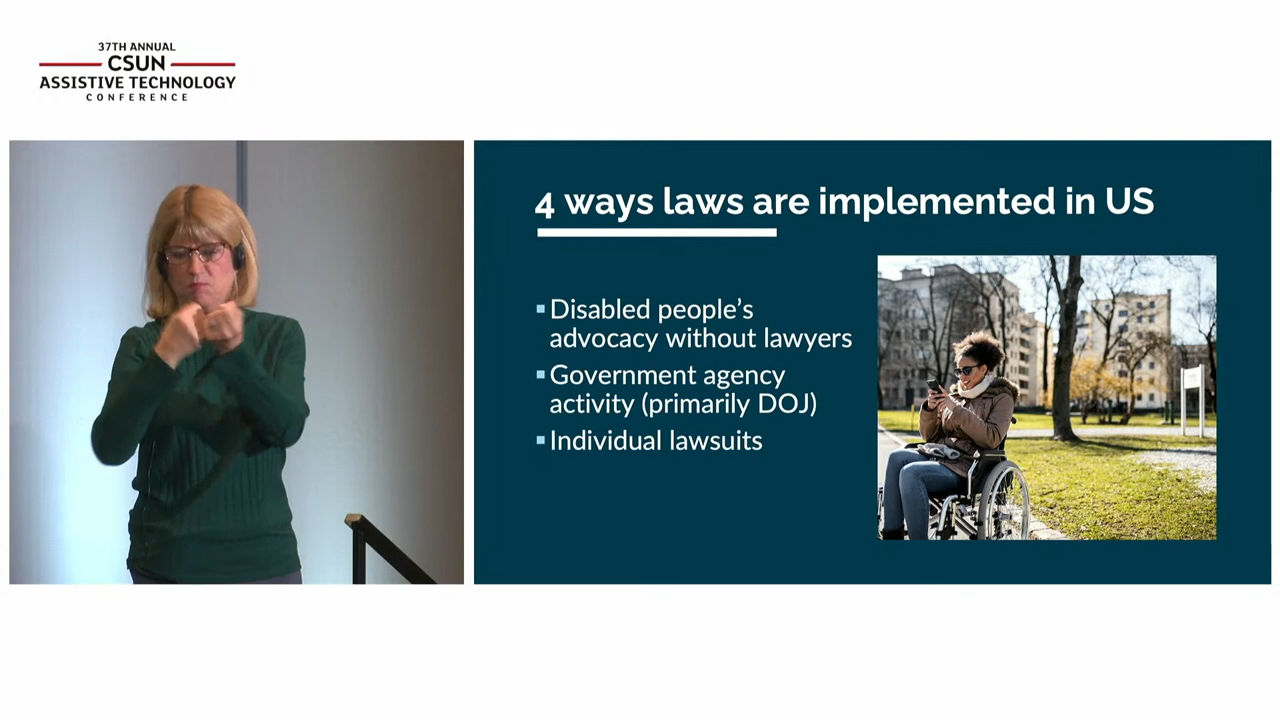 37TH ANNUAL
CSUN
ASSISTIVE TECHNOLOGY
CONFERENCE
4 ways laws are implemented in US
▪Disabled people’s
advocacy without lawyers
▪Government agency
activity (primarily DOJ)
▪Individual lawsuits